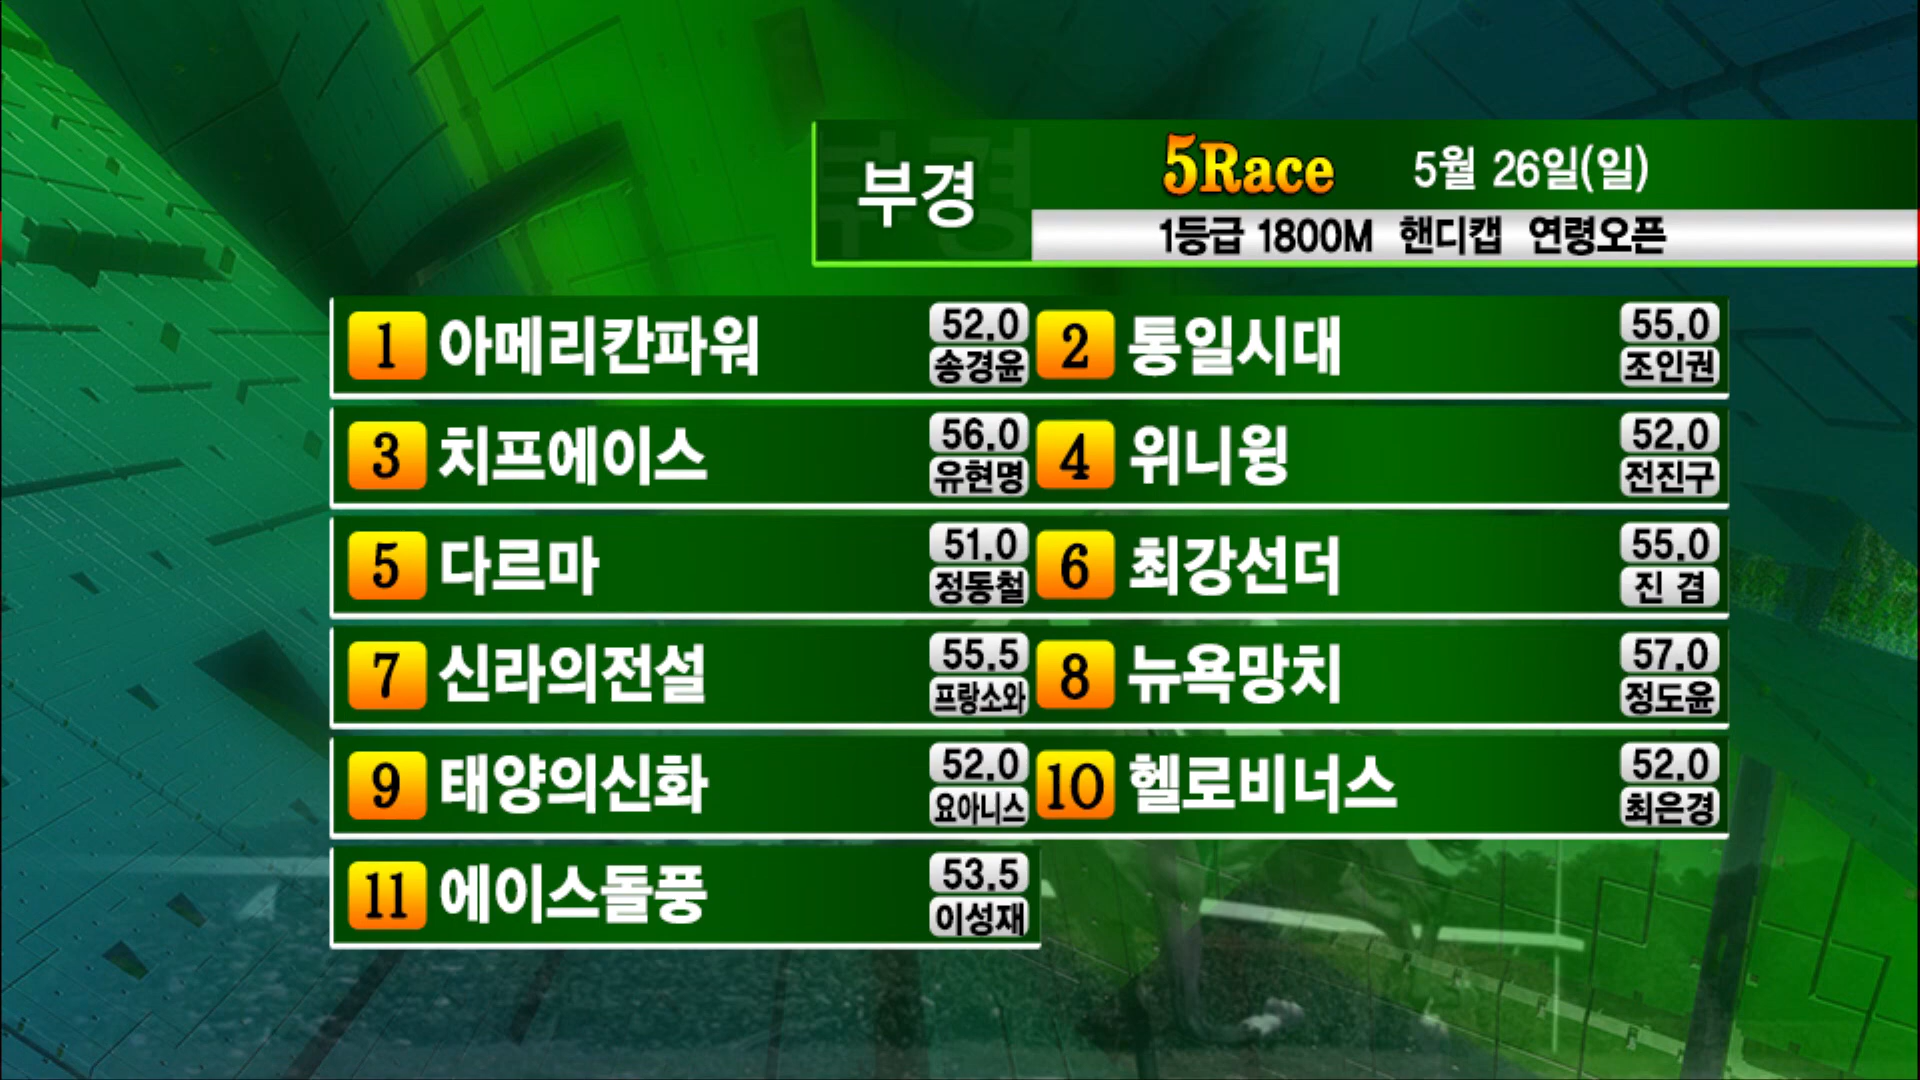 부경
5Race 5월 26일(일)
1등급 1800M 핸디캡 연령오픈
1 아메리칸파워 52.0 송경윤
2 통일시대 55.0 조인권
3 치프에이스 56.0 유현명
4 위니윙 52.0 전진구
5 다르마 51.0 정동철
6 최강선더 55.0 진 겸
7 신라의전설 55.5 프랑소와
8 뉴욕망치 57.0 정도윤
9 태양의신화 52.0 요아니스
10 헬로비너스 52.0 최은경
11 에이스돌풍 53.5 이성재